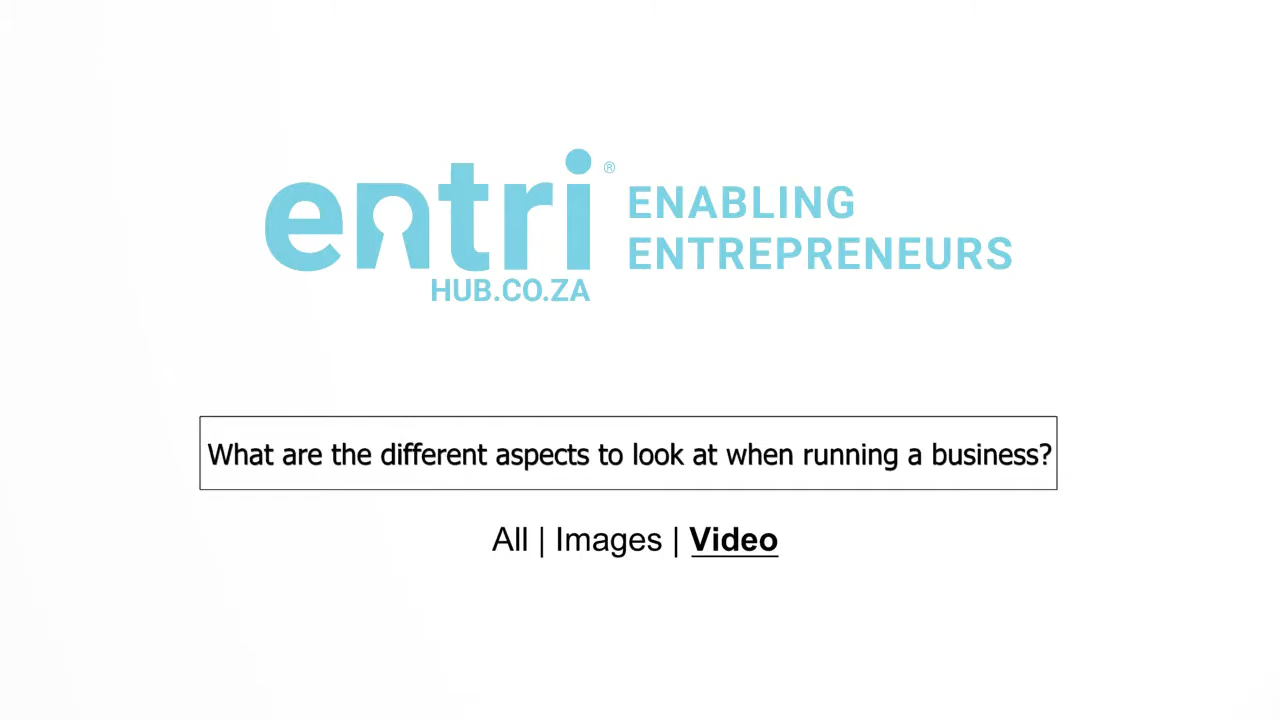 entri®
HUB.CO.ZA
ENABLING
ENTREPRENEURS
What are the different aspects to look at when running a business?
All | Images | Video